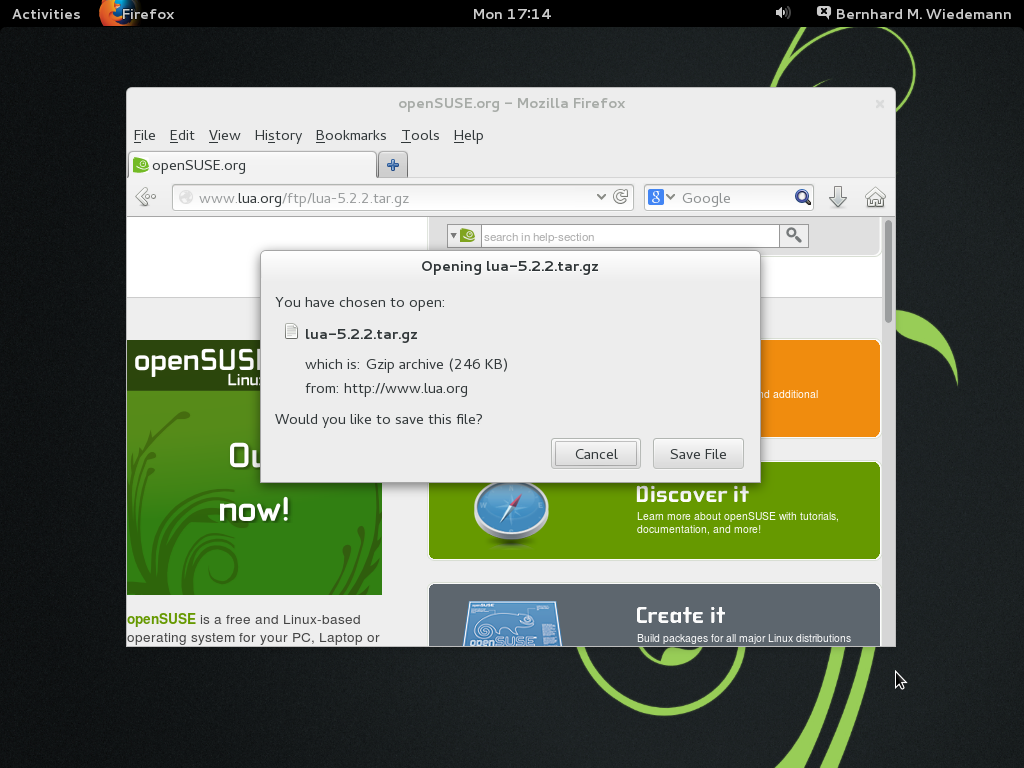 Activities Firefox Mon 17:14 Bernhard M. Wiedemann
openSUSE.org - Mozilla Firefox
File Edit View History Bookmarks Tools Help
openSUSE.org
www.lua.org/ftp/lua-5.2.2.tar.gz Google
search in help-section
Opening lua-5.2.2.tar.gz
You have chosen to open:
lua-5.2.2.tar.gz
which is: Gzip archive (246 KB)
from: http://www.lua.org
Would you like to save this file?
Cancel Save File
additional
now!
Discover it
Learn more about openSUSE with tutorials,
documentation, and more!
openSUSE is a free and Linux-based
operating system for your PC, Laptop or
Create it
Build packages for all major Linux distributions
openSUSE